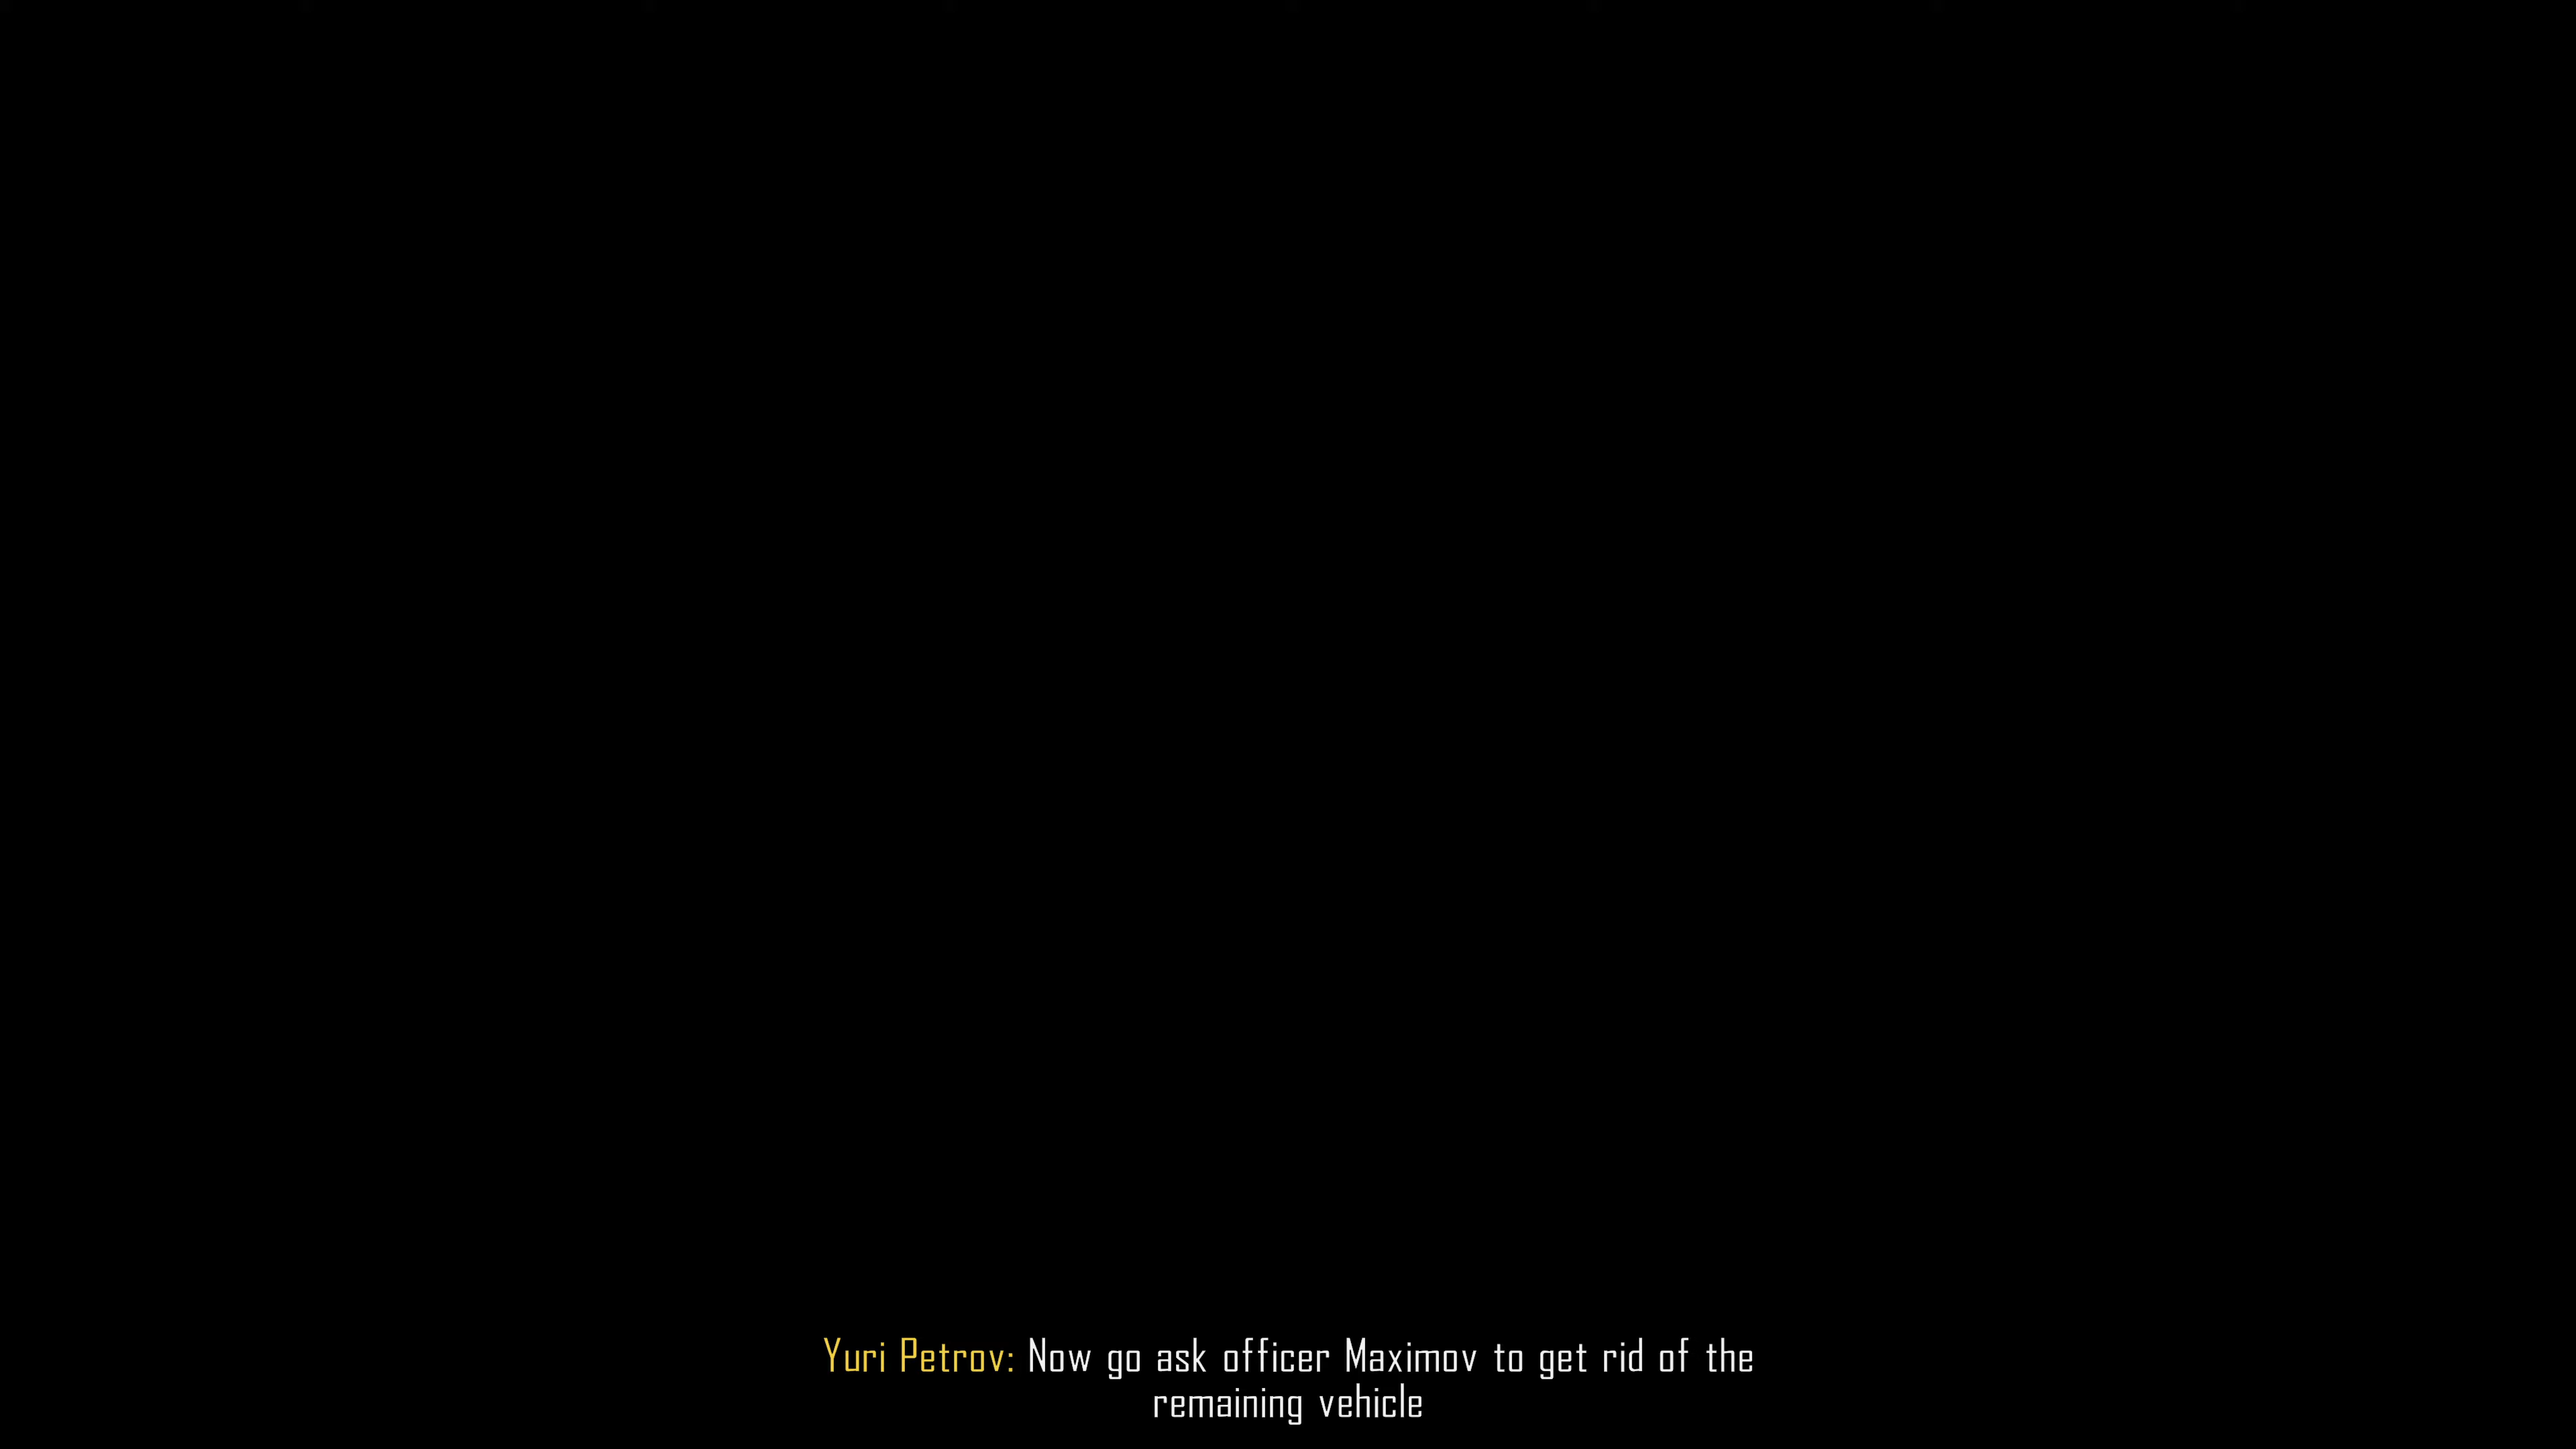 Yuri Petrov: Now go ask officer Maximov to get rid of the
remaining vehicle